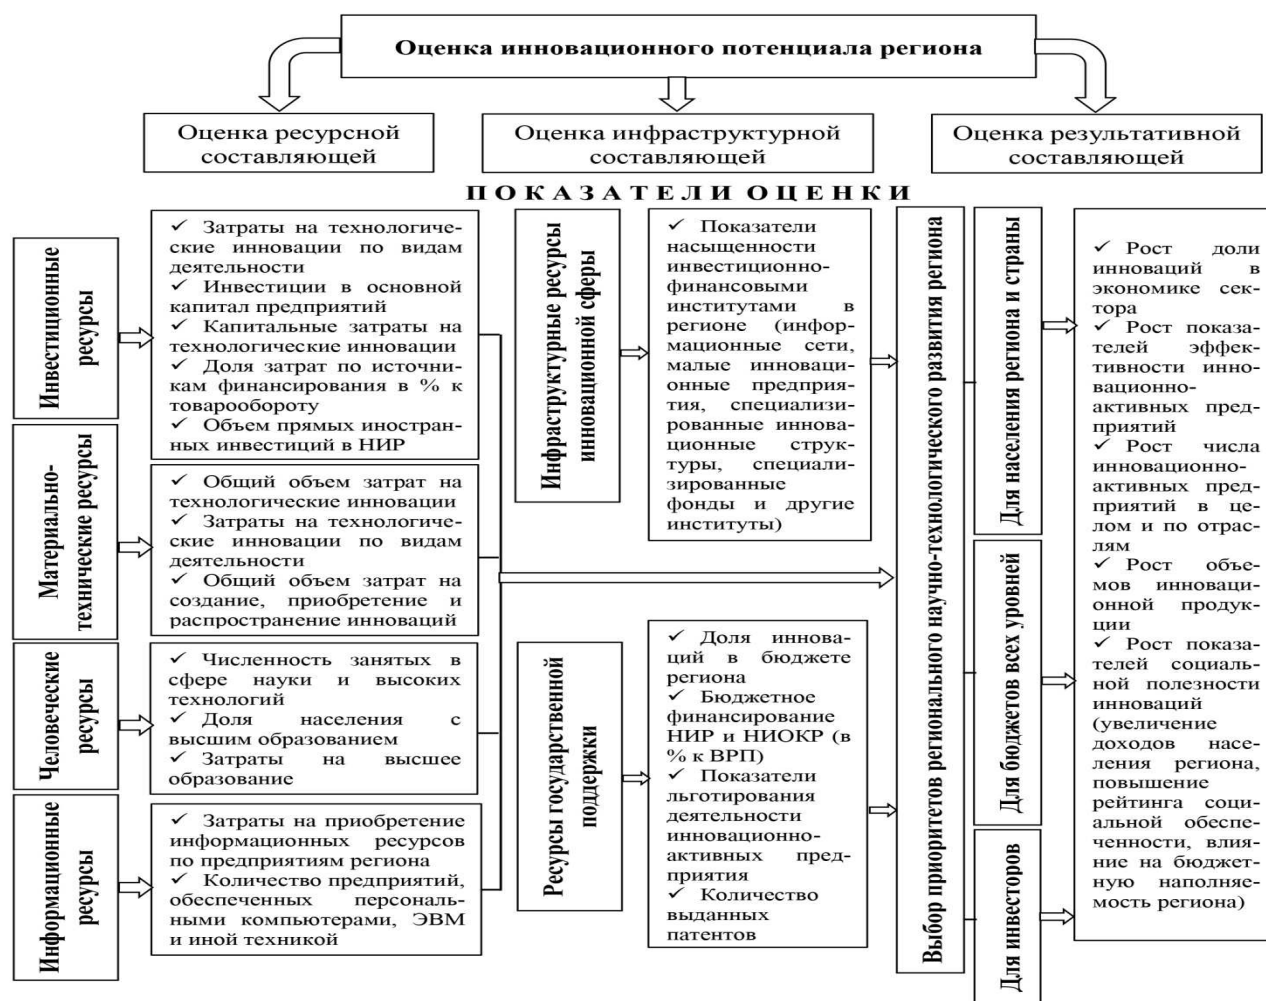 Оценка инновационного потенциала региона
Оценка ресурсной
составляющей
Оценка инфраструктурной
составляющей
Оценка результативной
составляющей
ПОКАЗАТЕЛИ ОЦЕНКИ
Инвестиционные
ресурсы
✓ Затраты на технологиче-
ские инновации по видам
деятельности
✓ Инвестиции в основной
капитал предприятий
✓ Капитальные затраты на
технологические инновации
✓ Доля затрат по источни-
кам финансирования в % к
товарообороту
✓ Объем прямых иностран-
ных инвестиций в НИР
Материально-
технические ресурсы
✓ Общий объем затрат на
технологические инновации
✓ Затраты на технологиче-
ские инновации по видам
деятельности
✓ Общий объем затрат на
создание, приобретение и
распространение инноваций
Человеческие
ресурсы
✓ Численность занятых в
сфере науки и высоких
технологий
✓ Доля населения с
высшим образованием
✓ Затраты на высшее
образование
Информационные
ресурсы
✓ Затраты на приобретение
информационных ресурсов
по предприятиям региона
✓ Количество предприятий,
обеспеченных персональ-
ными компьютерами, ЭВМ
и иной техникой
Инфраструктурные ресурсы
инновационной сферы
✓ Показатели
насыщенности
инвестиционно-
финансовыми
институтами в
регионе (инфор-
мационные сети,
малые инноваци-
онные предприя-
тия, специализи-
рованные иннова-
ционные струк-
туры, специали-
зированные
фонды и другие
институты)
Ресурсы государственной
поддержки
✓ Доля иннова-
ций в бюджете
региона
✓ Бюджетное
финансирование
НИР и НИОКР (в
% к ВРП)
✓ Показатели
льготирования
деятельности
инновационно-
активных пред-
приятия
✓ Количество
выданных
патентов
Выбор приоритетов регионального научно-технологического развития региона
Для населения региона и страны
Для бюджетов всех уровней
Для инвесторов
✓ Рост доли
инноваций в
экономике сек-
тора
✓ Рост показа-
телей эффек-
тивности инно-
вационно-
активных пред-
приятий
✓ Рост числа
инновационно-
активных пред-
приятий в це-
лом и по отрас-
лям
✓ Рост объе-
мов инноваци-
онной продук-
ции
✓ Рост показа-
телей социаль-
ной полезности
инноваций
(увеличение
доходов насе-
ления региона,
повышение
рейтинга соци-
альной обеспе-
ченности, влия-
ние на бюджет-
ную наполняе-
мость региона)